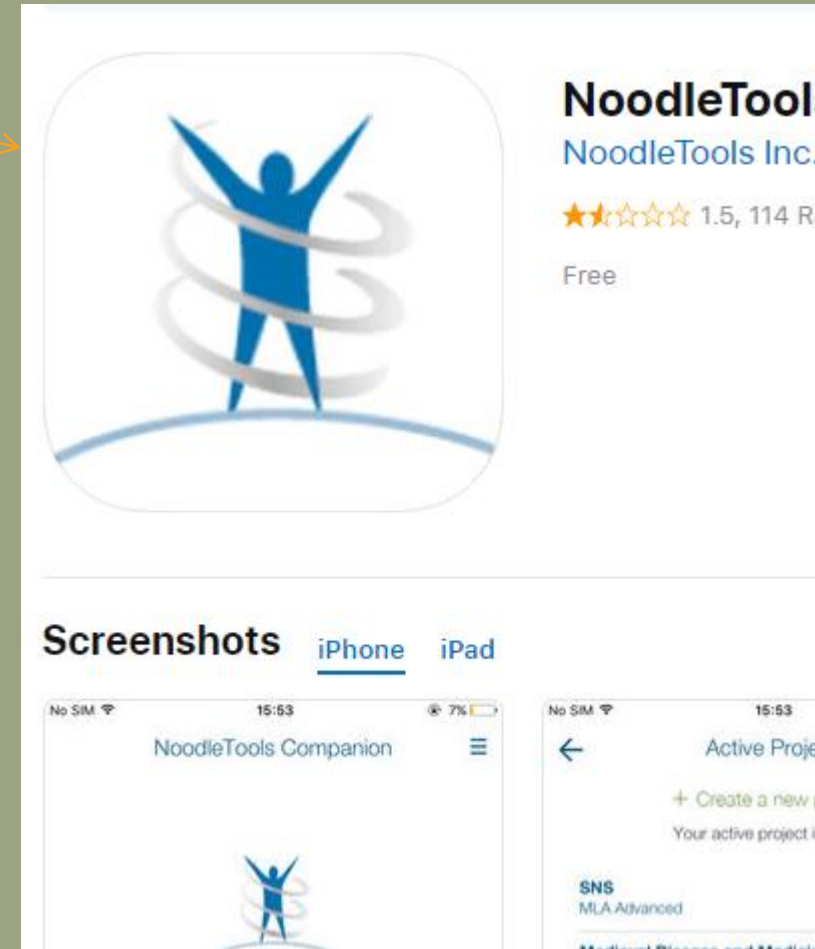 NoodleTools
NoodleTools Inc.
1.5, 114 R
Free
Screenshots iPhone iPad
No SIM 15:53 7%
NoodleTools Companion
No SIM 15:53
Active Proje
+ Create a new
Your active project i
SNS
MLA Advanced